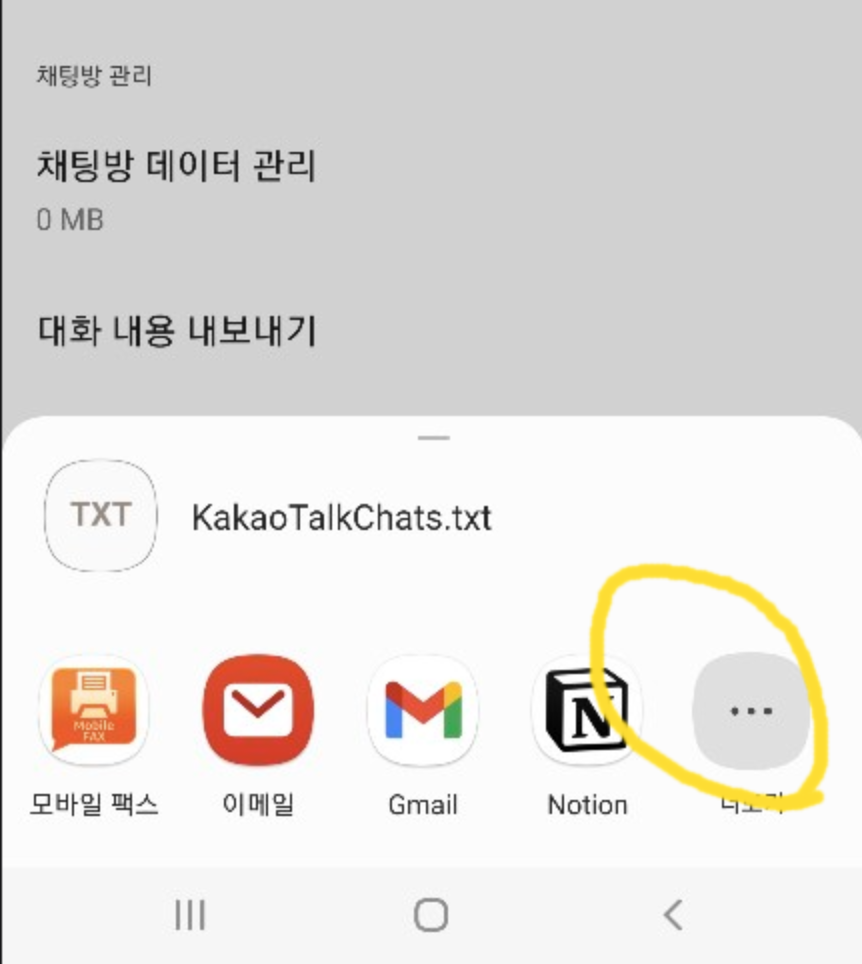 채팅방 관리
채팅방 데이터 관리
0 MB
대화 내용 내보내기
TXT
KakaoTalkChats.txt
Mobile
FAX
N
모바일 팩스
이메일
Gmail
Notion